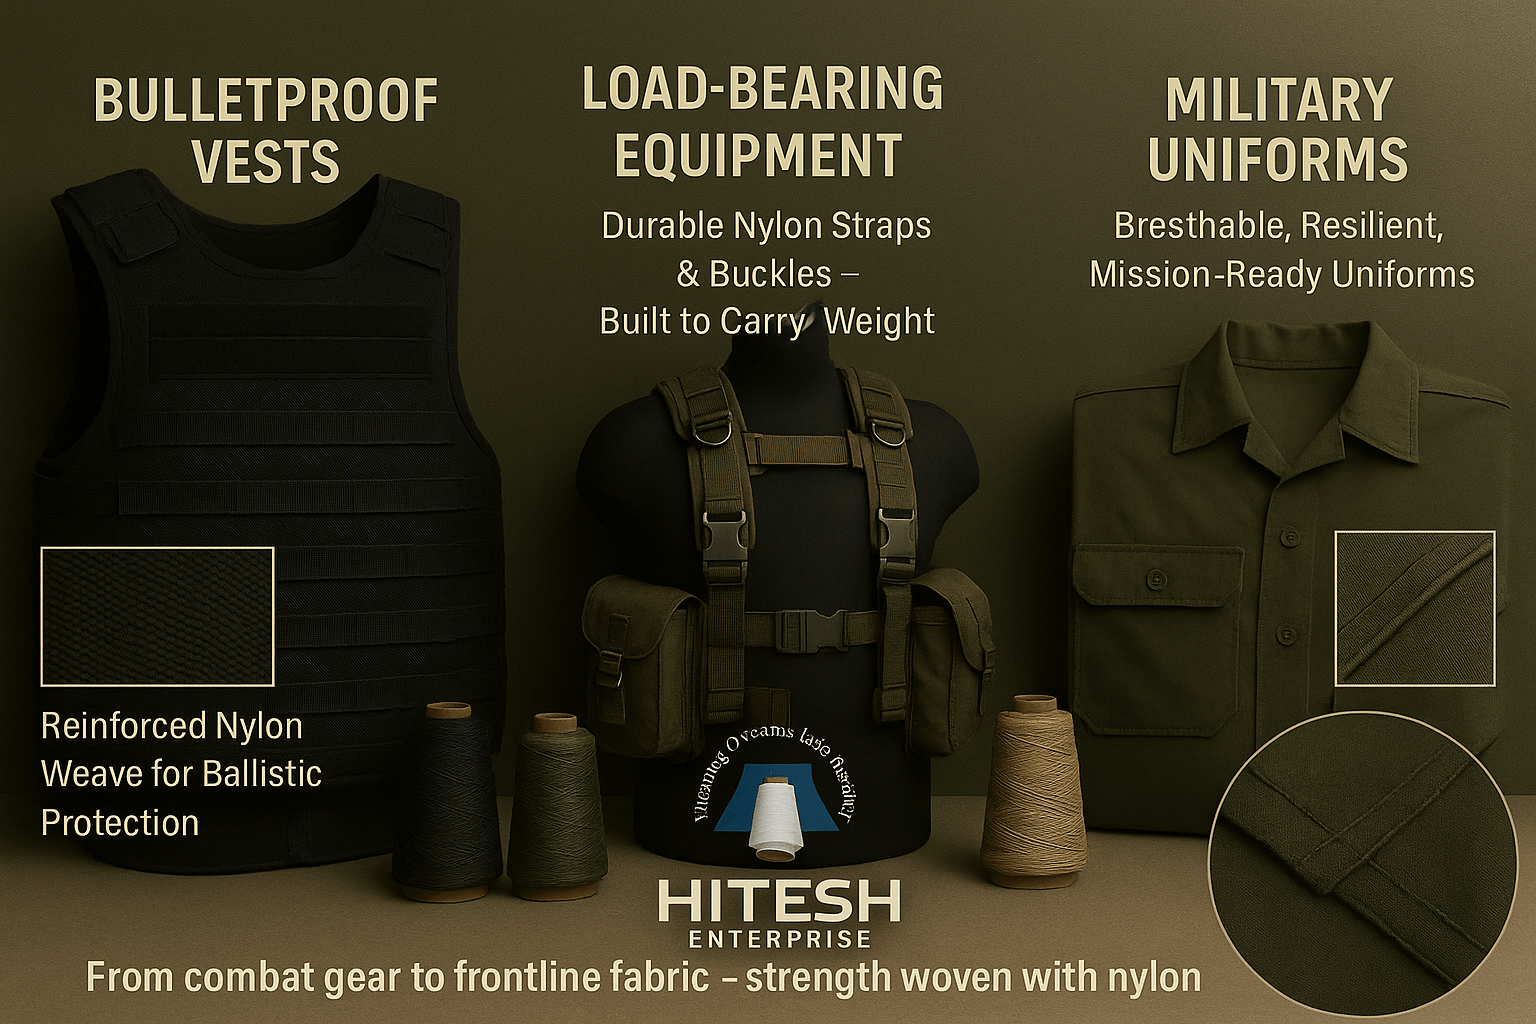 BULLETPROOF
VESTS
Reinforced Nylon
Weave for Ballistic
Protection
LOAD-BEARING
EQUIPMENT
Durable Nylon Straps
& Buckles –
Built to Carry Weight
MILITARY
UNIFORMS
Bresthable, Resilient,
Mission-Ready Uniforms
HITESH
ENTERPRISE
From combat gear to frontline fabric – strength woven with nylon